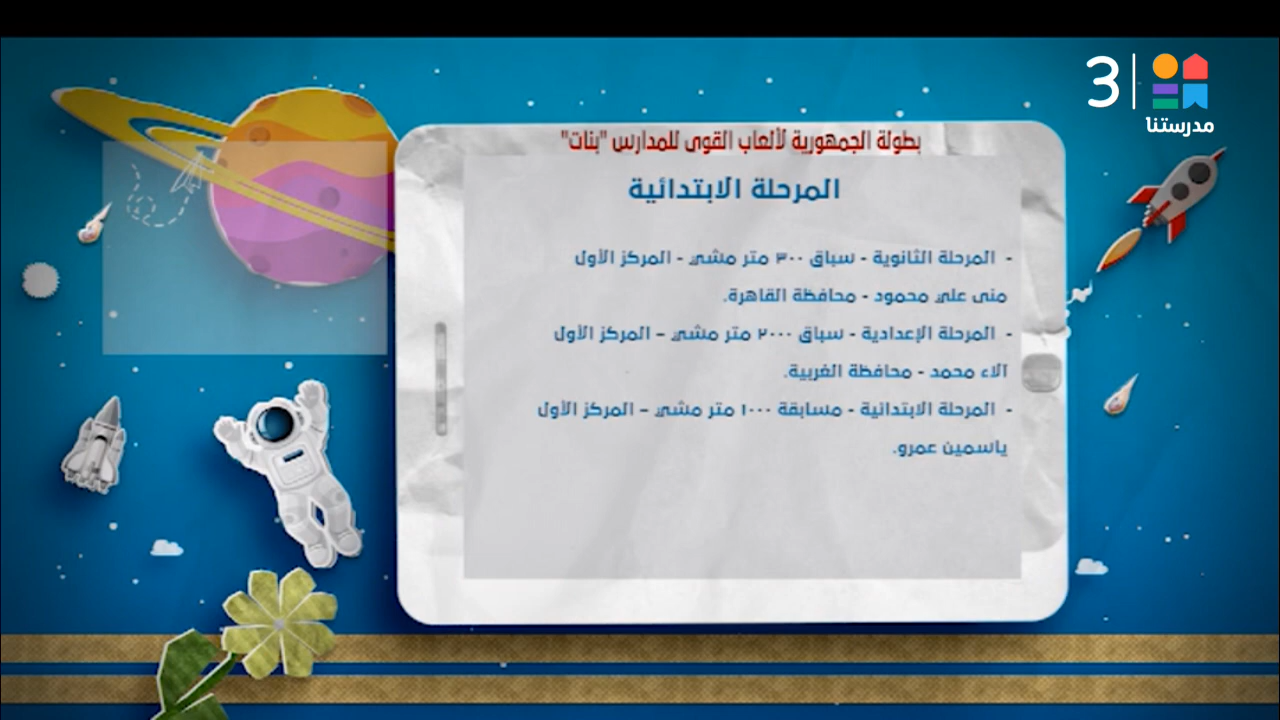 3
مدرستنا
بطولة الجمهورية لألعاب القوى للمدارس "بنات"
المرحلة الابتدائية
- المرحلة الثانوية - سباق ٣٠٠٠ متر مشي - المركز الأول
منى علي محمود - محافظة القاهرة.
- المرحلة الإعدادية - سباق ٢٠٠٠ متر مشي – المركز الأول
آلاء محمد - محافظة الغربية.
- المرحلة الابتدائية - مسابقة ١٠٠٠ متر مشي – المركز الأول
ياسمين عمرو.